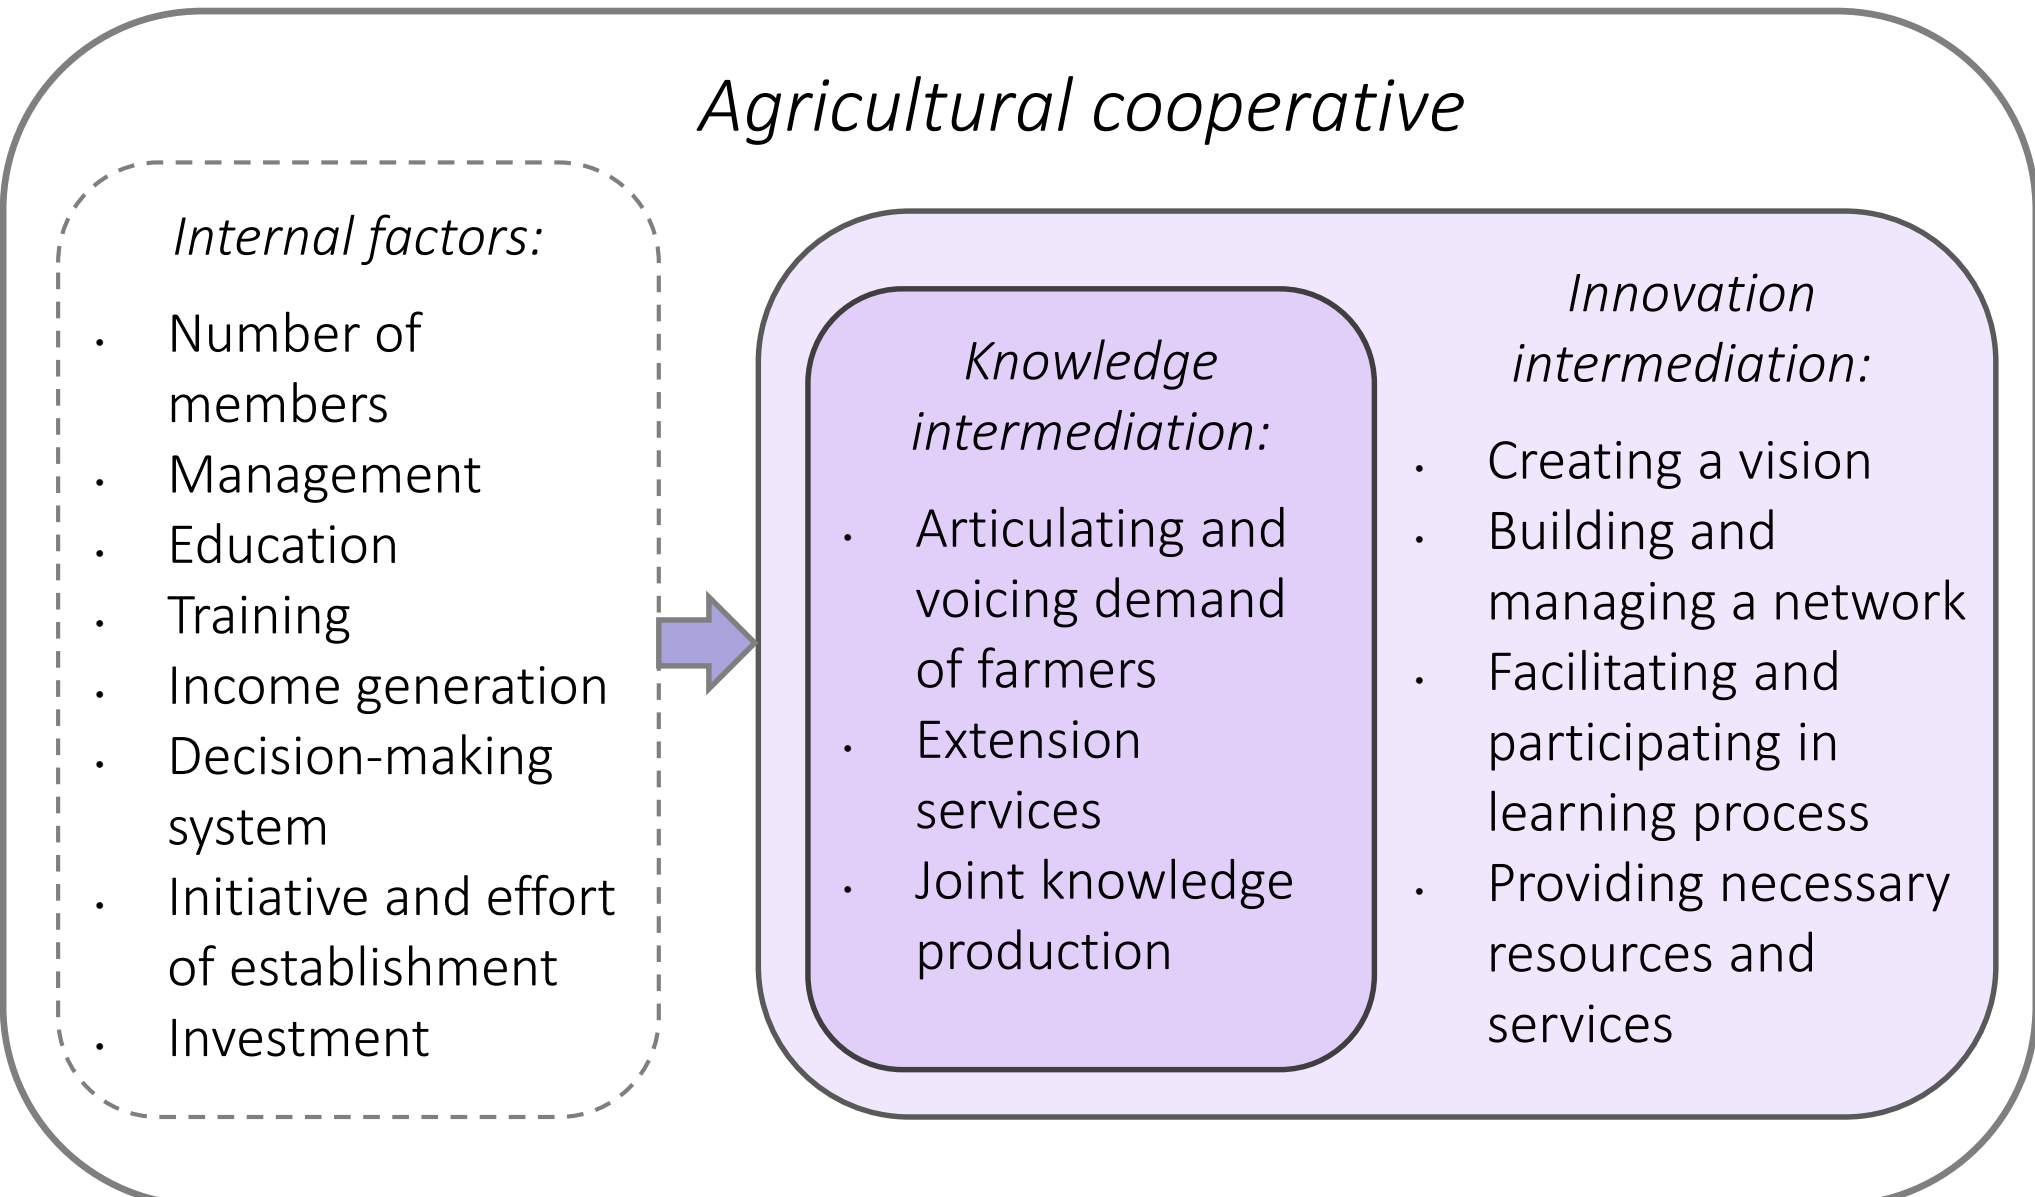 Agricultural cooperative
Internal factors:
• Number of
members
• Management
• Education
• Training
• Income generation
• Decision-making
system
• Initiative and effort
of establishment
• Investment
Knowledge
intermediation:
• Articulating and
voicing demand
of farmers
• Extension
services
• Joint knowledge
production
Innovation
intermediation:
• Creating a vision
• Building and
managing a network
• Facilitating and
participating in
learning process
• Providing necessary
resources and
services